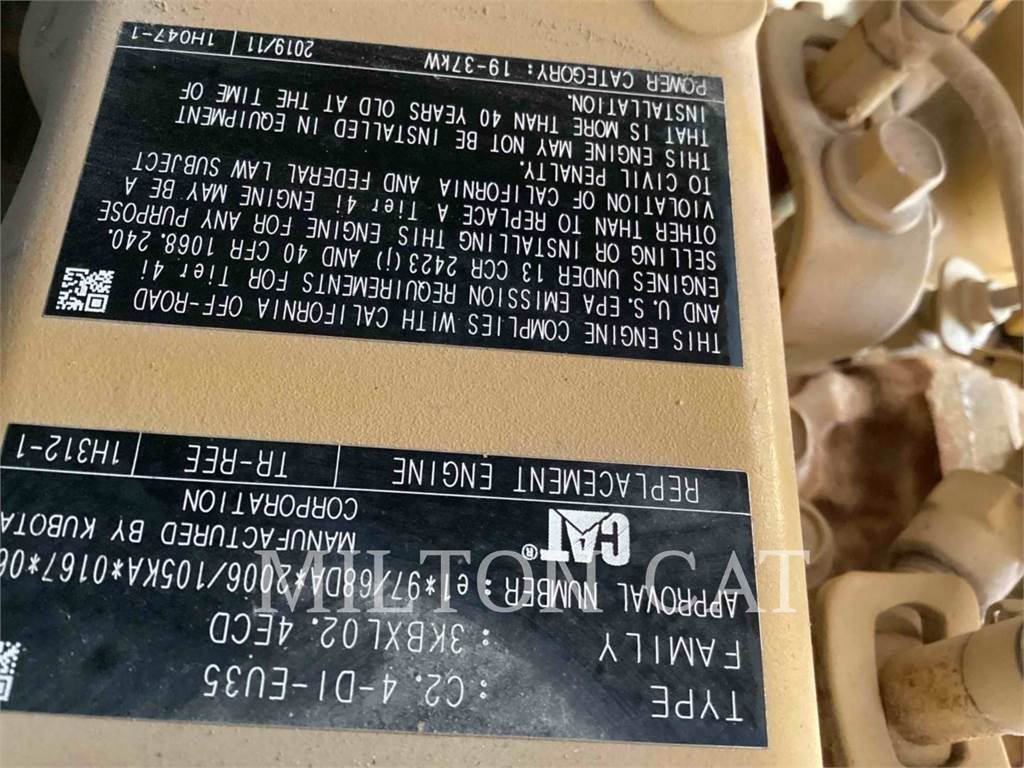 TYPE : C2.4-DI-EU35
FAMILY : 3KBXL02.4ECD
APPROVAL NUMBER : e1*97/68DA*2006/105KA*0167*06
CAT® MANUFACTURED BY KUBOTA
CORPORATION
REPLACEMENT ENGINE TR-REE 1H312-1
THIS ENGINE COMPLIES WITH CALIFORNIA OFF-ROAD
AND U.S. EPA EMISSION REQUIREMENTS FOR Tier 4i
ENGINES UNDER 13 CCR 2423(j) AND 40 CFR 1068.240.
SELLING OR INSTALLING THIS ENGINE FOR ANY PURPOSE
OTHER THAN TO REPLACE A Tier 4i ENGINE MAY BE A
VIOLATION OF CALIFORNIA AND FEDERAL LAW SUBJECT
TO CIVIL PENALTY.
THIS ENGINE MAY NOT BE INSTALLED IN EQUIPMENT
THAT IS MORE THAN 40 YEARS OLD AT THE TIME OF
INSTALLATION.
POWER CATEGORY: 19-37kW 2019/11 1H047-1
MILTON CAT